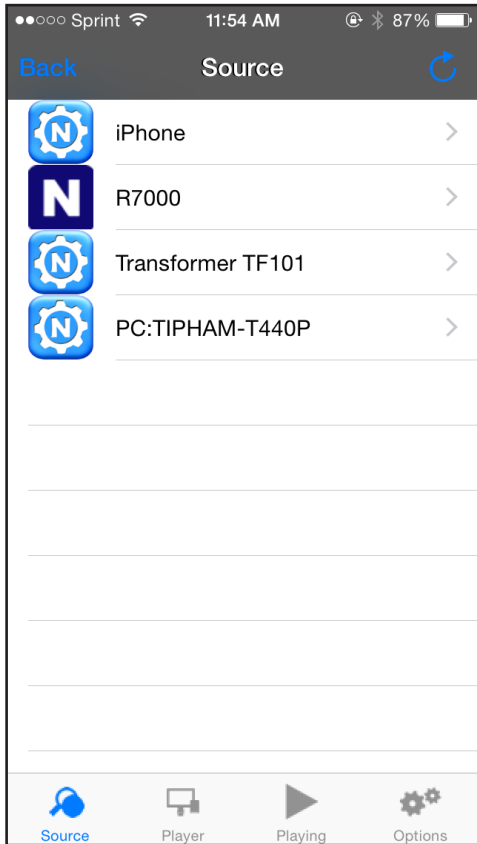 Sprint 11:54 AM 87%
Back Source
N iPhone
N R7000
N Transformer TF101
N PC:TIPHAM-T440P
Source Player Playing Options